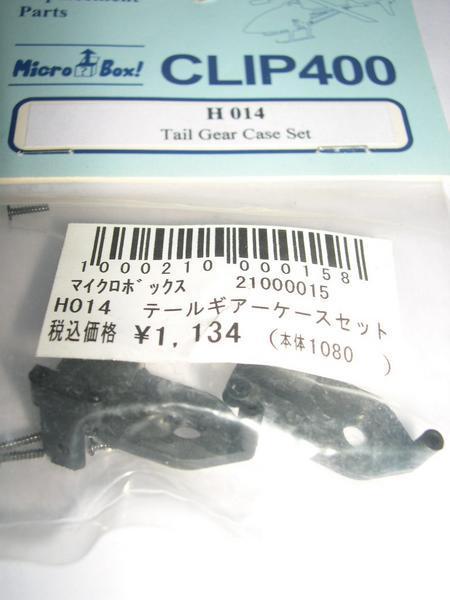 Parts
Micro Box!
CLIP400
H 014
Tail Gear Case Set
1000210 000158
マイクロボックス 21000015
H014 テールギアーケースセット
税込価格 ¥1,134 (本体1080 )